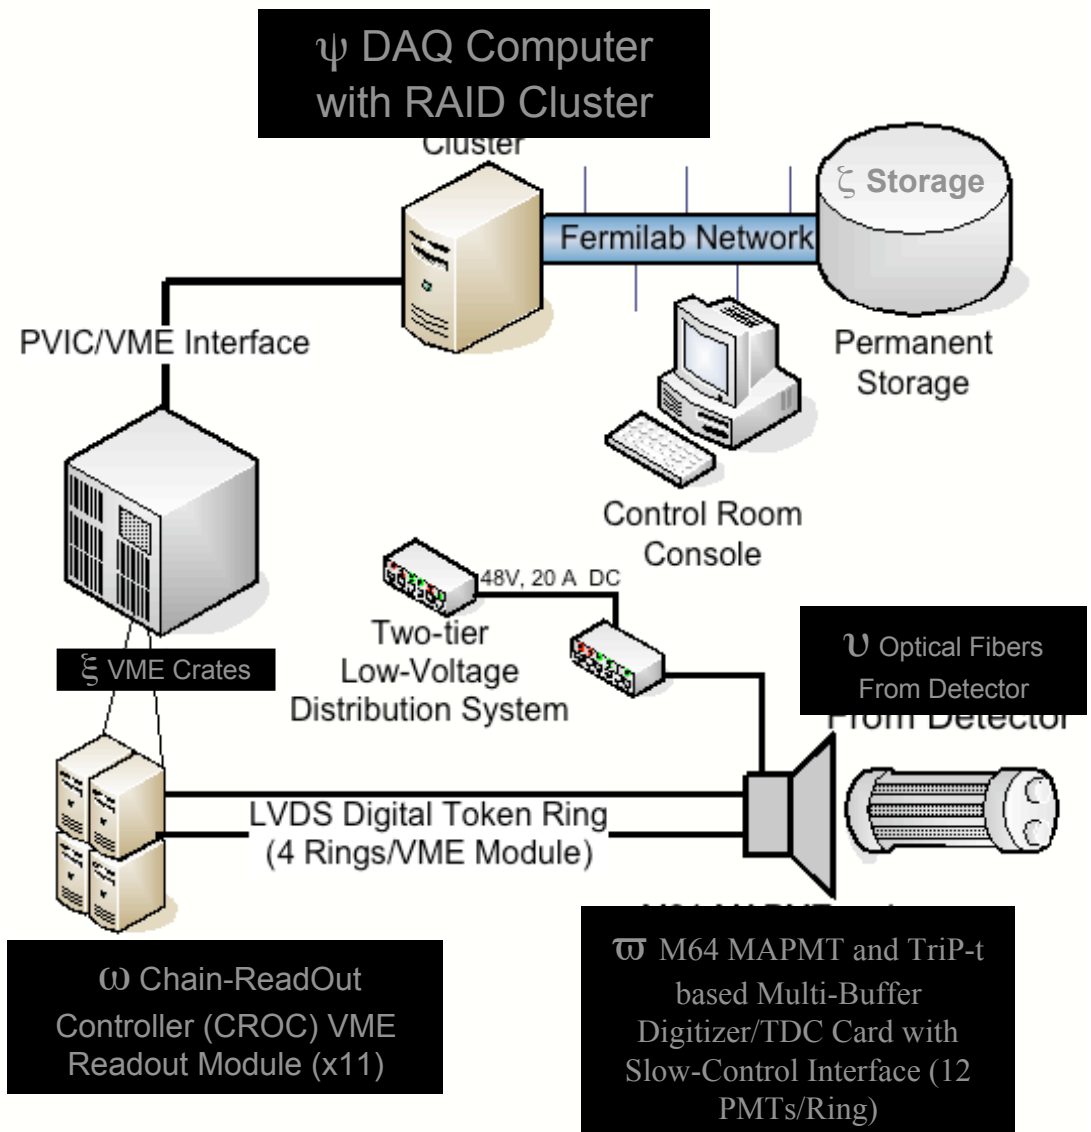 ψ DAQ Computer
with RAID Cluster
Cluster
ζ Storage
Fermilab Network
PVIC/VME Interface
Permanent
Storage
Control Room
Console
48V, 20 A DC
Two-tier
Low-Voltage
Distribution System
υ Optical Fibers
From Detector
From Detector
ξ VME Crates
LVDS Digital Token Ring
(4 Rings/VME Module)
ω Chain-ReadOut
Controller (CROC) VME
Readout Module (x11)
ϖ M64 MAPMT and TriP-t
based Multi-Buffer
Digitizer/TDC Card with
Slow-Control Interface (12
PMTs/Ring)